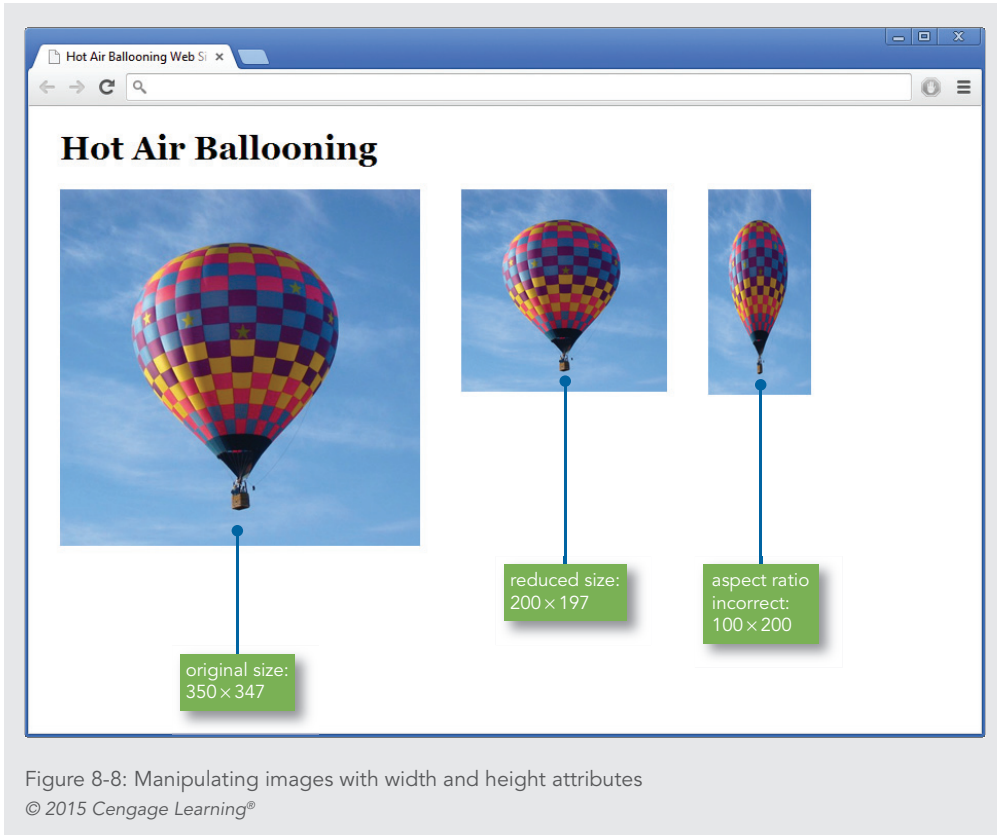 Hot Air Ballooning Web Si
Hot Air Ballooning
original size:
350 × 347
reduced size:
200 × 197
aspect ratio
incorrect:
100 × 200
Figure 8-8: Manipulating images with width and height attributes
© 2015 Cengage Learning®